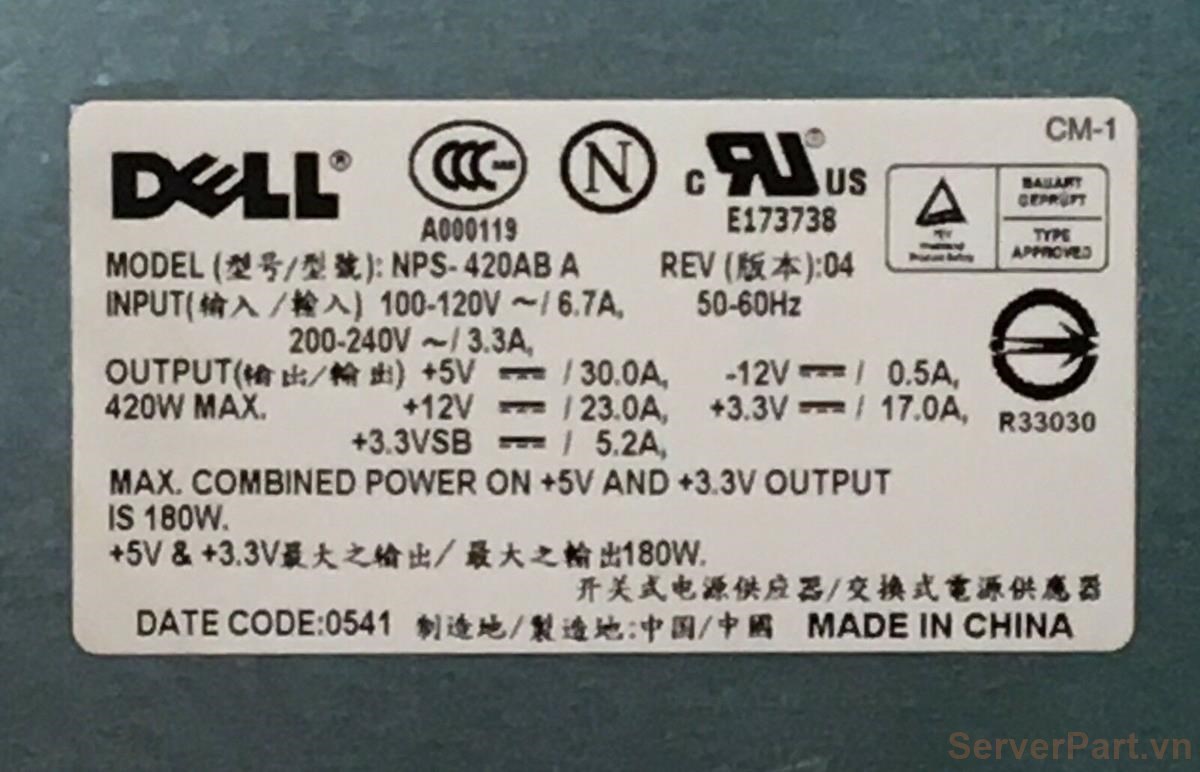 CM-1
DELL®
N
c RU® US
A000119
E173738
BAUART GEPRÜFT
TYPE APPROVED
Product Safety
MODEL (型号/型號): NPS-420AB A REV (版本):04
INPUT(输入/輸入) 100-120V ~/ 6.7A, 50-60Hz
200-240V ~/ 3.3A,
OUTPUT(输出/輸出) +5V ⎓ / 30.0A, -12V ⎓ / 0.5A,
420W MAX. +12V ⎓ / 23.0A, +3.3V ⎓ / 17.0A,
+3.3VSB ⎓ / 5.2A,
R33030
MAX. COMBINED POWER ON +5V AND +3.3V OUTPUT
IS 180W.
+5V & +3.3V最大之输出/ 最大之輸出180W.
开关式电源供应器/交換式電源供應器
DATE CODE:0541 制造地/製造地:中国/中國 MADE IN CHINA
ServerPart.vn